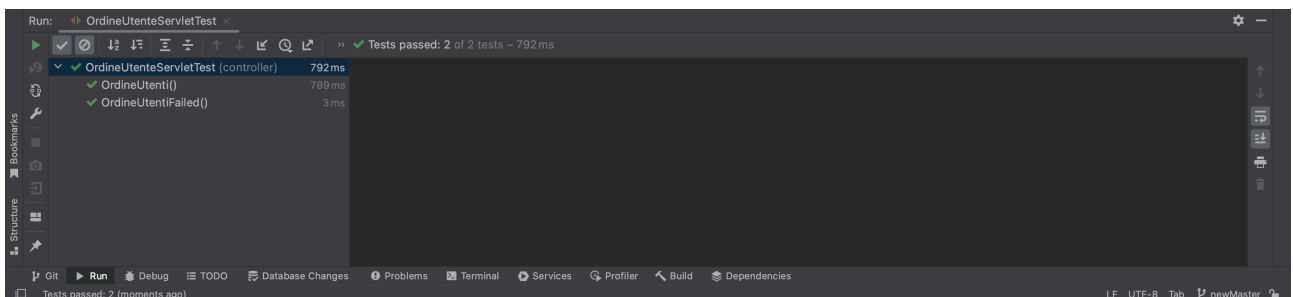 Run: OrdineUtenteServletTest ×
» Tests passed: 2 of 2 tests – 792 ms
OrdineUtenteServletTest (controller) 792 ms
OrdineUtenti() 789 ms
OrdineUtentiFailed() 3 ms
Bookmarks
Structure
Git Run Debug TODO Database Changes Problems Terminal Services Profiler Build Dependencies
Tests passed: 2 (moments ago) LF UTF-8 Tab newMaster